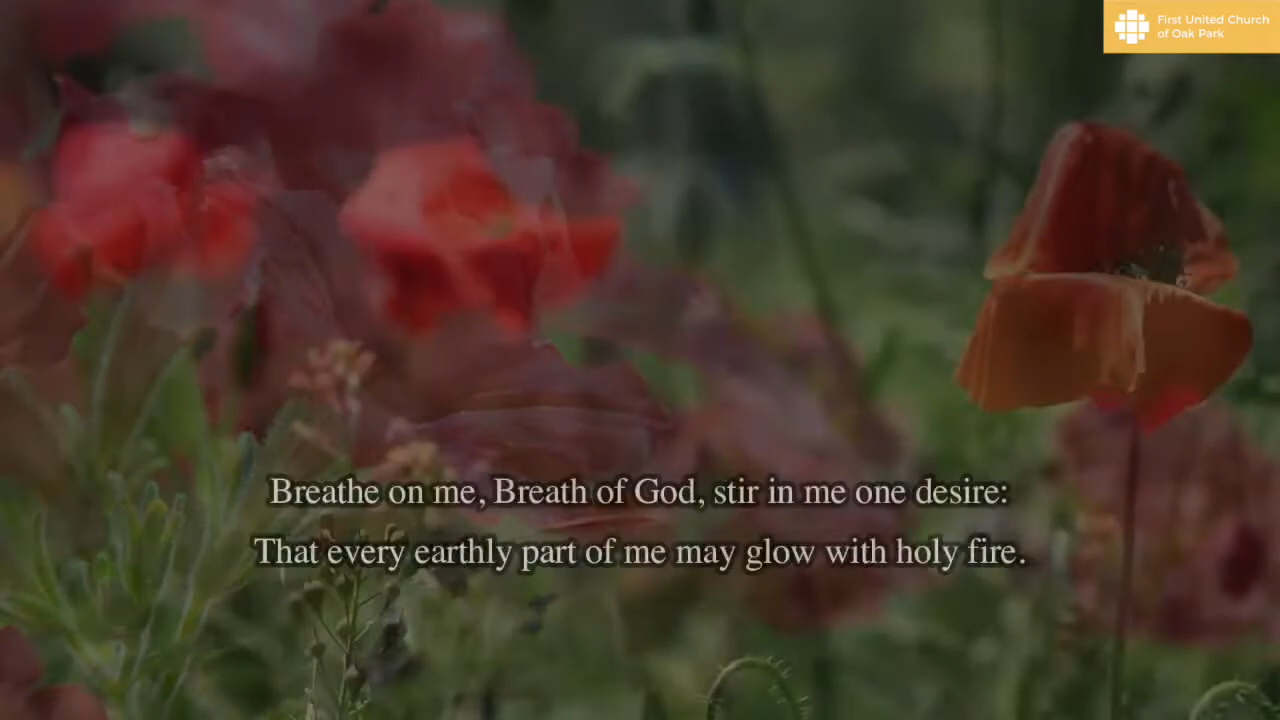 First United Church
of Oak Park
Breathe on me, Breath of God, stir in me one desire:
That every earthly part of me may glow with holy fire.